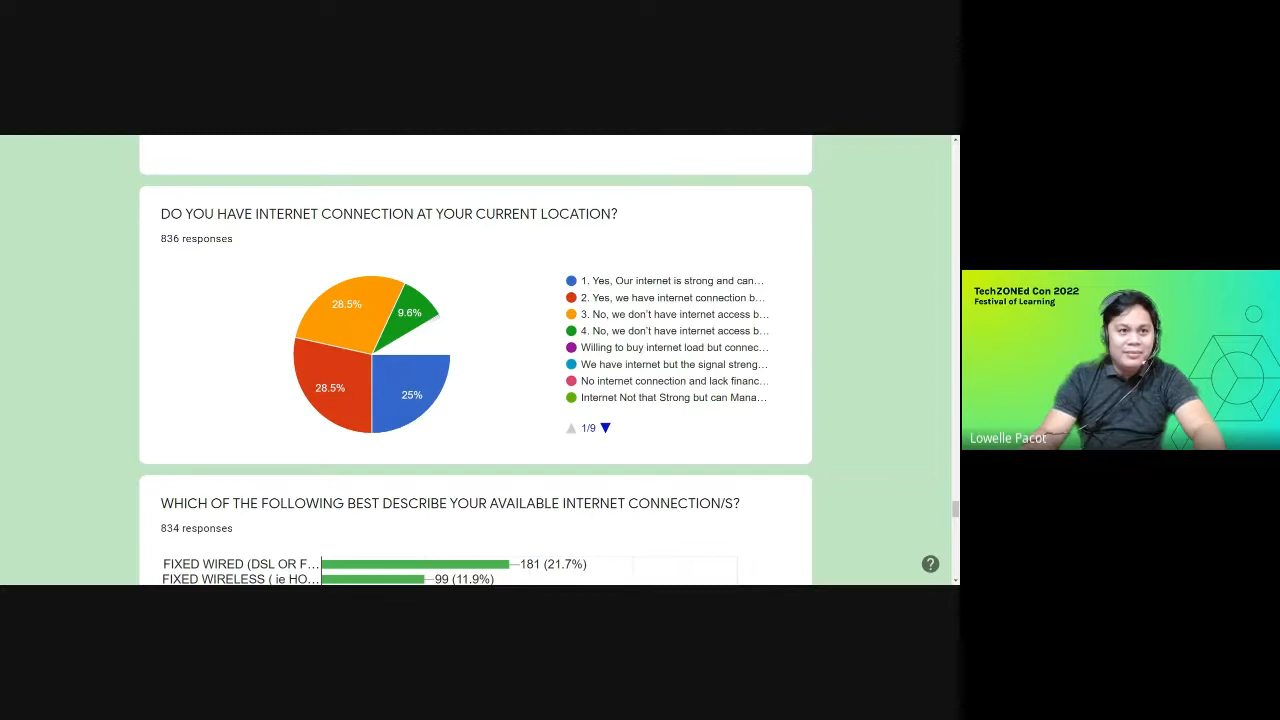 DO YOU HAVE INTERNET CONNECTION AT YOUR CURRENT LOCATION?
836 responses
28.5%
9.6%
28.5%
25%
1. Yes, Our internet is strong and can…
2. Yes, we have internet connection b…
3. No, we don't have internet access b…
4. No, we don't have internet access b…
Willing to buy internet load but connec…
We have internet but the signal streng…
No internet connection and lack financ…
Internet Not that Strong but can Mana…
1/9
WHICH OF THE FOLLOWING BEST DESCRIBE YOUR AVAILABLE INTERNET CONNECTION/S?
834 responses
FIXED WIRED (DSL OR F… 181 (21.7%)
FIXED WIRELESS ( ie HO… 99 (11.9%)
?
TechZONEd Con 2022
Festival of Learning
Lowelle Pacot